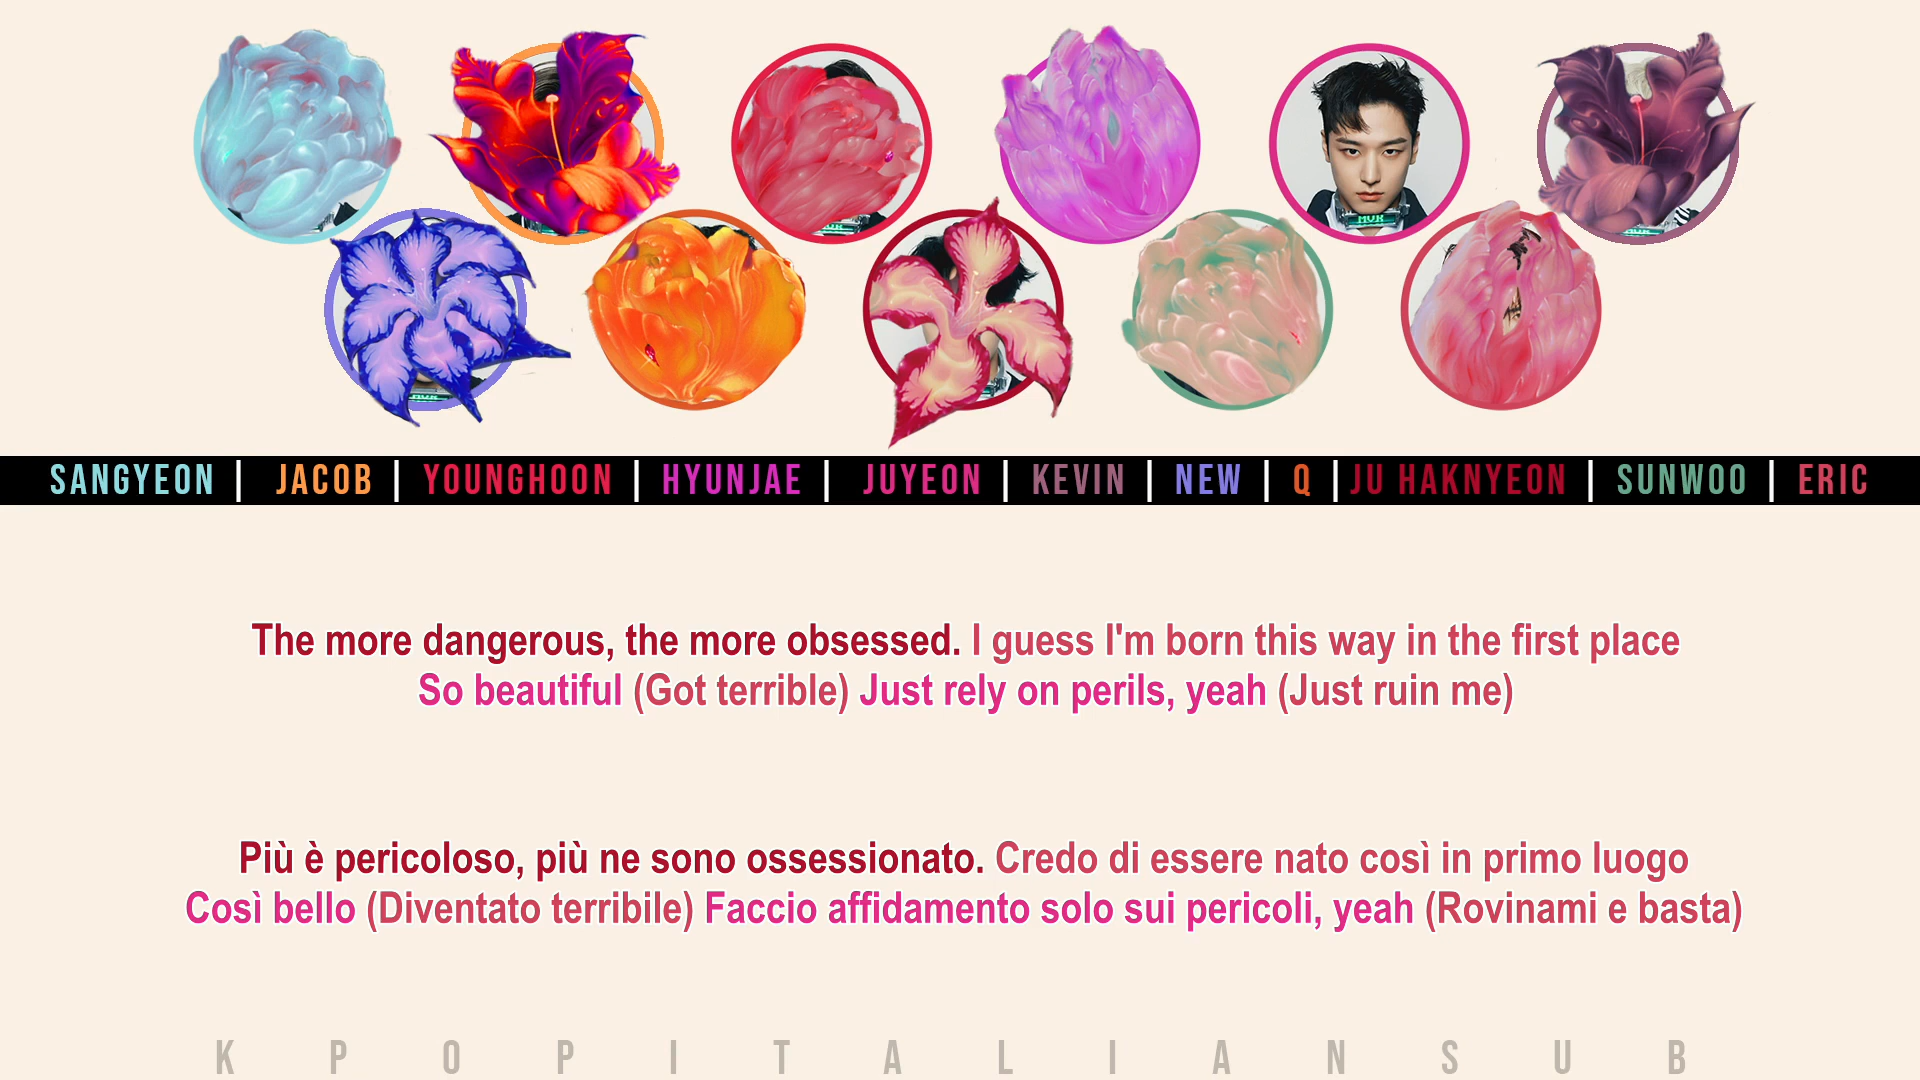 MVR
SANGYEON | JACOB | YOUNGHOON | HYUNJAE | JUYEON | KEVIN | NEW | Q | JU HAKNYEON | SUNWOO | ERIC
The more dangerous, the more obsessed. I guess I'm born this way in the first place
So beautiful (Got terrible) Just rely on perils, yeah (Just ruin me)
Più è pericoloso, più ne sono ossessionato. Credo di essere nato così in primo luogo
Così bello (Diventato terribile) Faccio affidamento solo sui pericoli, yeah (Rovinami e basta)
K P O P I T A L I A N S U B